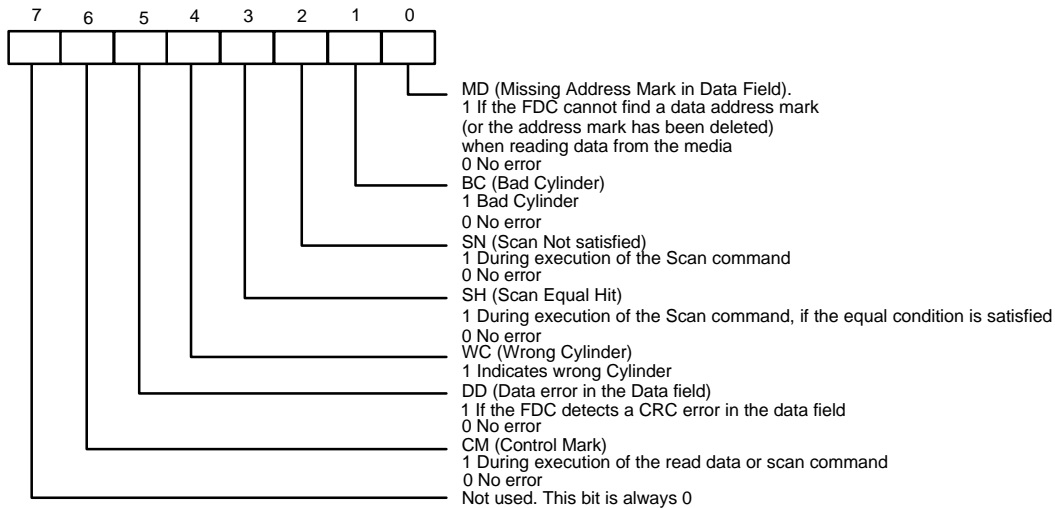 7 6 5 4 3 2 1 0
MD (Missing Address Mark in Data Field).
1 If the FDC cannot find a data address mark
(or the address mark has been deleted)
when reading data from the media
0 No error
BC (Bad Cylinder)
1 Bad Cylinder
0 No error
SN (Scan Not satisfied)
1 During execution of the Scan command
0 No error
SH (Scan Equal Hit)
1 During execution of the Scan command, if the equal condition is satisfied
0 No error
WC (Wrong Cylinder)
1 Indicates wrong Cylinder
DD (Data error in the Data field)
1 If the FDC detects a CRC error in the data field
0 No error
CM (Control Mark)
1 During execution of the read data or scan command
0 No error
Not used. This bit is always 0